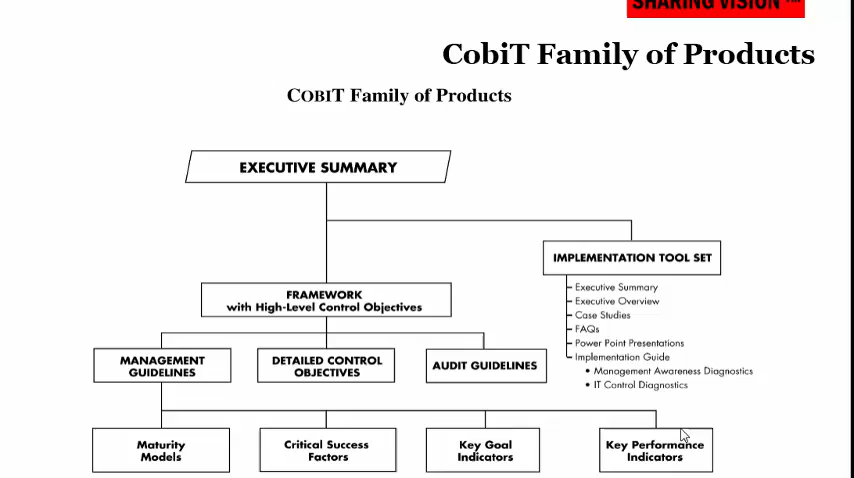 SHARING VISION ™
CobiT Family of Products
COBIT Family of Products
EXECUTIVE SUMMARY
IMPLEMENTATION TOOL SET
Executive Summary
Executive Overview
Case Studies
FAQs
Power Point Presentations
Implementation Guide
• Management Awareness Diagnostics
• IT Control Diagnostics
FRAMEWORK
with High-Level Control Objectives
MANAGEMENT
GUIDELINES
DETAILED CONTROL
OBJECTIVES
AUDIT GUIDELINES
Maturity
Models
Critical Success
Factors
Key Goal
Indicators
Key Performance
Indicators